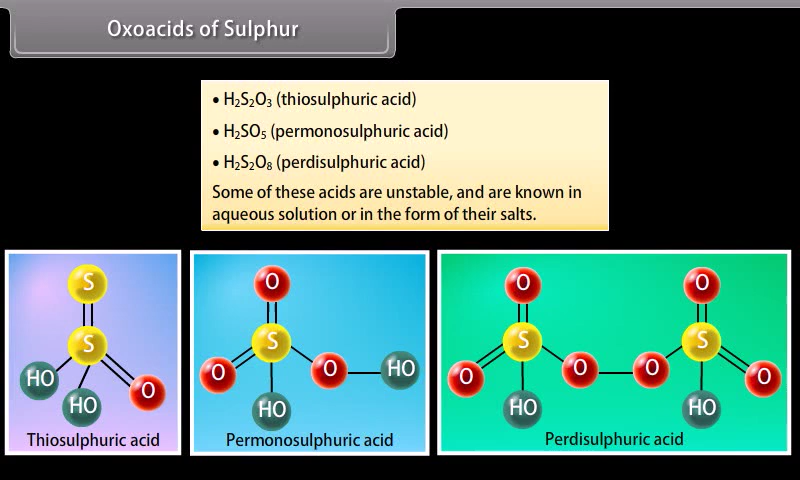 Oxoacids of Sulphur
• H₂S₂O₃ (thiosulphuric acid)
• H₂SO₅ (permonosulphuric acid)
• H₂S₂O₈ (perdisulphuric acid)
Some of these acids are unstable, and are known in
aqueous solution or in the form of their salts.
S
S
HO
HO
O
Thiosulphuric acid
O
S
O
O
HO
HO
Permonosulphuric acid
O
O
S
S
O
O
O
O
HO
HO
Perdisulphuric acid